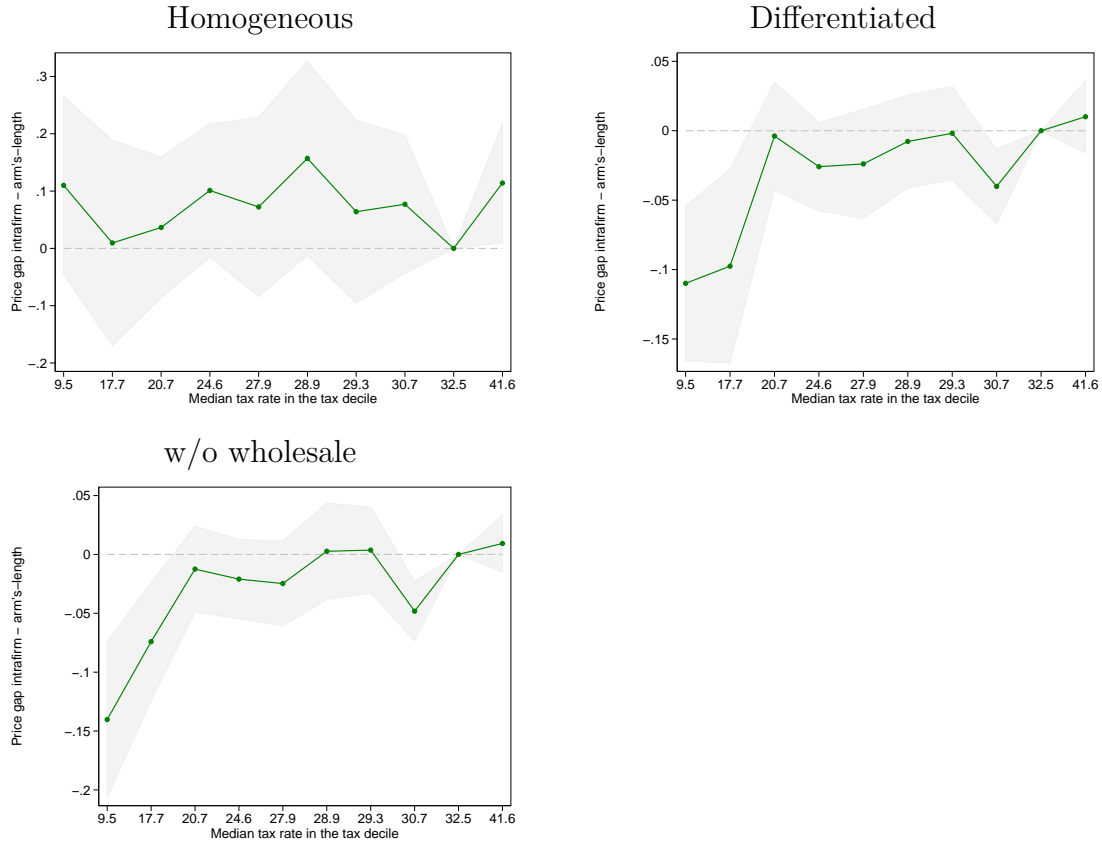 Homogeneous
Price gap intrafirm – arm's–length
.3
.2
.1
0
–.1
–.2
9.5 17.7 20.7 24.6 27.9 28.9 29.3 30.7 32.5 41.6
Median tax rate in the tax decile
Differentiated
Price gap intrafirm – arm's–length
.05
0
–.05
–.1
–.15
9.5 17.7 20.7 24.6 27.9 28.9 29.3 30.7 32.5 41.6
Median tax rate in the tax decile
w/o wholesale
Price gap intrafirm – arm's–length
.05
0
–.05
–.1
–.15
–.2
9.5 17.7 20.7 24.6 27.9 28.9 29.3 30.7 32.5 41.6
Median tax rate in the tax decile